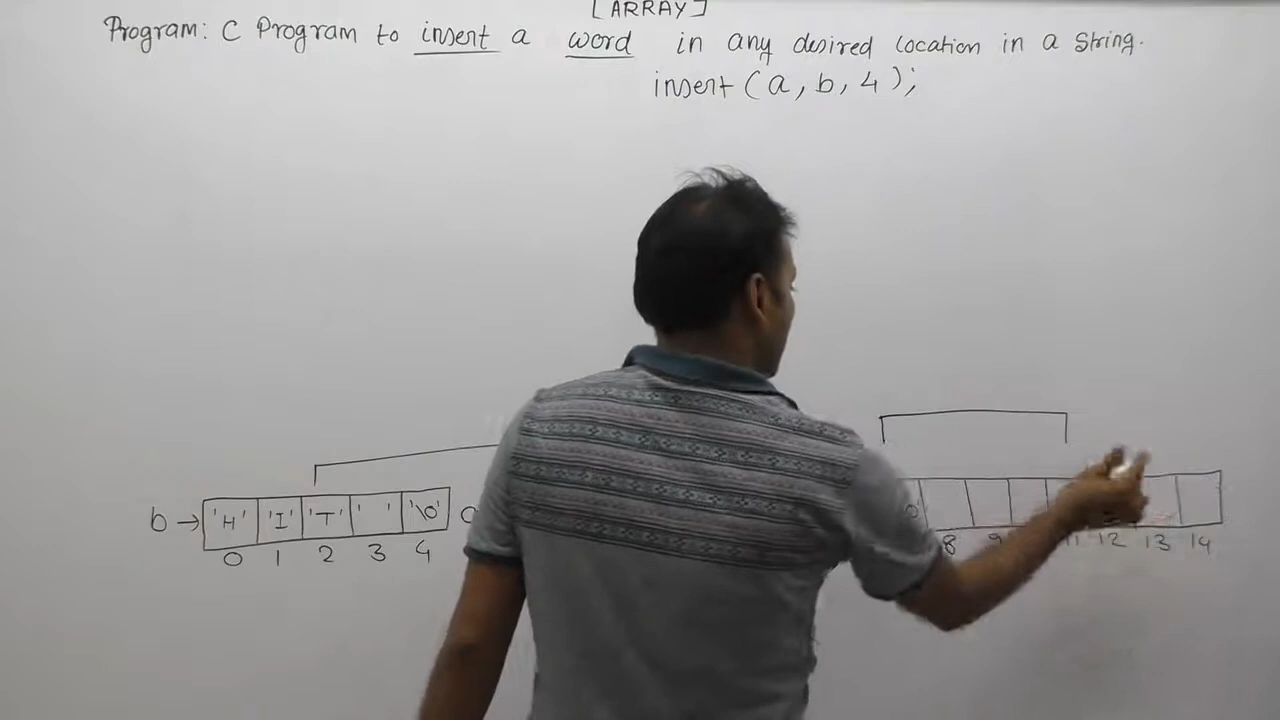 [ARRAY]
Program: C Program to insert a word in any desired location in a string.
insert (a, b, 4);
b → 'H' 'I' 'T' ' ' '\0' a
0 1 2 3 4 8 9 11 12 13 14